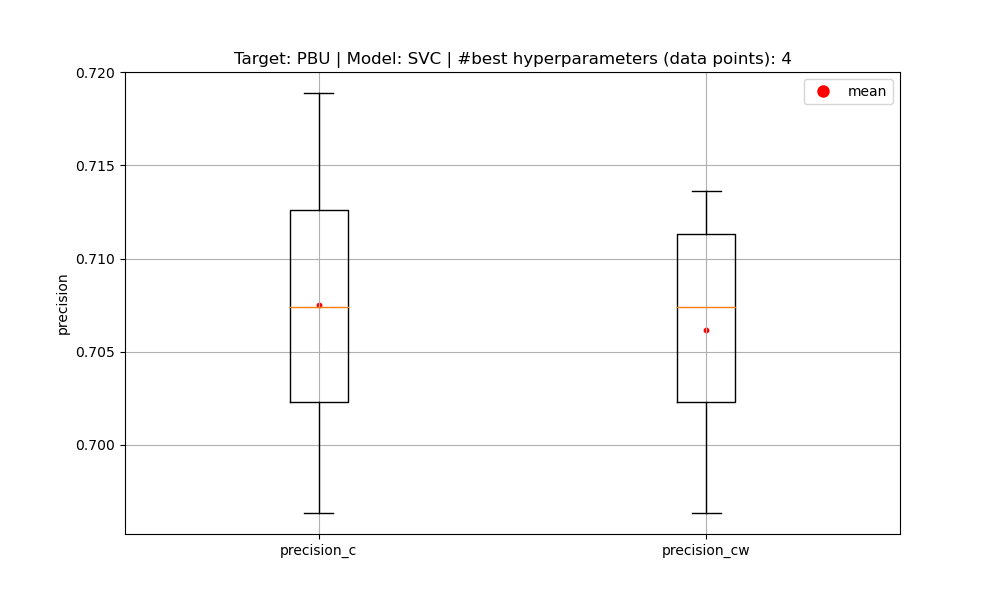 Target: PBU | Model: SVC | #best hyperparameters (data points): 4
mean
0.720
0.715
0.710
0.705
0.700
precision
precision_c
precision_cw